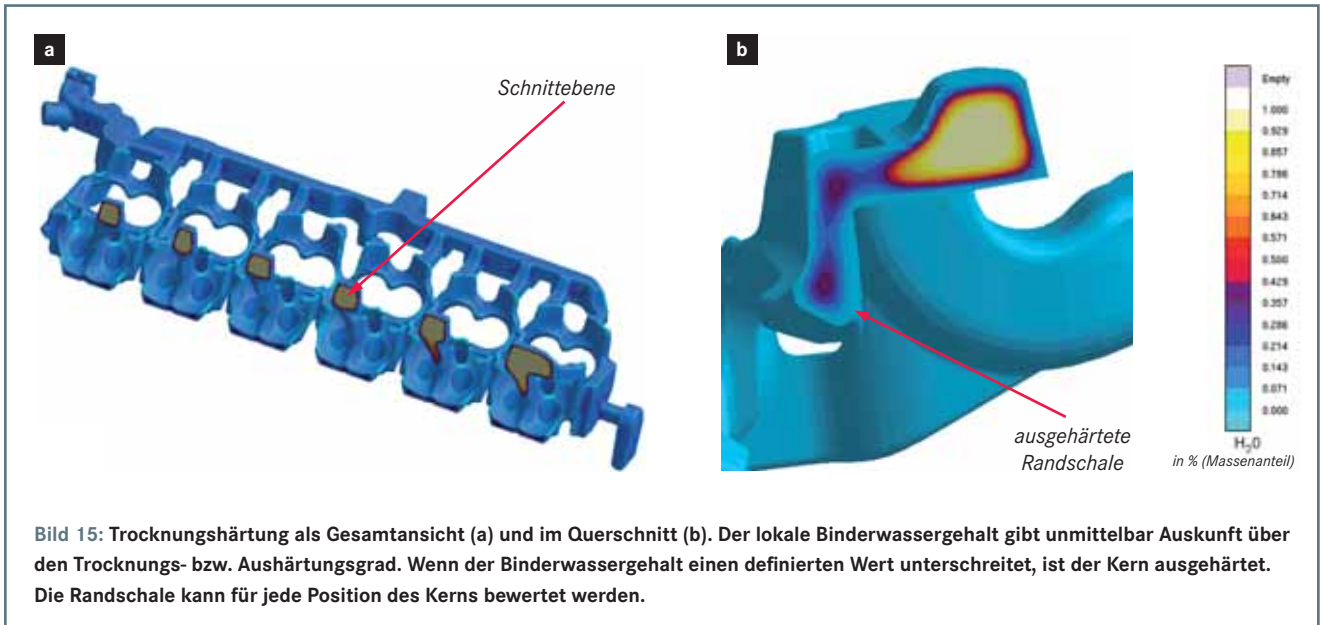 a
Schnittebene
b
ausgehärtete
Randschale
Empty
1.000
0.929
0.857
0.786
0.714
0.643
0.571
0.500
0.429
0.357
0.286
0.214
0.143
0.071
0.000
H₂O
in % (Massenanteil)
Bild 15: Trocknungshärtung als Gesamtansicht (a) und im Querschnitt (b). Der lokale Binderwassergehalt gibt unmittelbar Auskunft über
den Trocknungs- bzw. Aushärtungsgrad. Wenn der Binderwassergehalt einen definierten Wert unterschreitet, ist der Kern ausgehärtet.
Die Randschale kann für jede Position des Kerns bewertet werden.